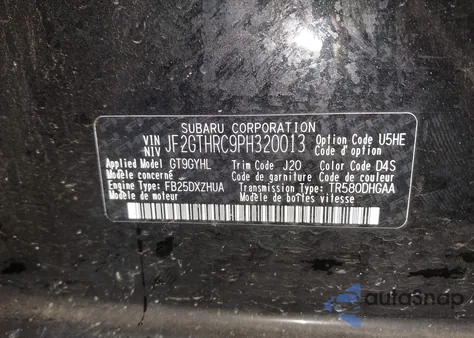 SUBARU CORPORATION
VIN NIV JF2GTHRC9PH320013 Option Code U5HE
Code d'option
Applied Model GT9GYHL Trim Code J20 Color Code D4S
Modèle concerné Code de garniture Code de couleur
Engine Type: FB25DXZHUA Transmission Type: TR580DHGAA
Modèle de moteur Modèle de boîtes vitesse
autosnap